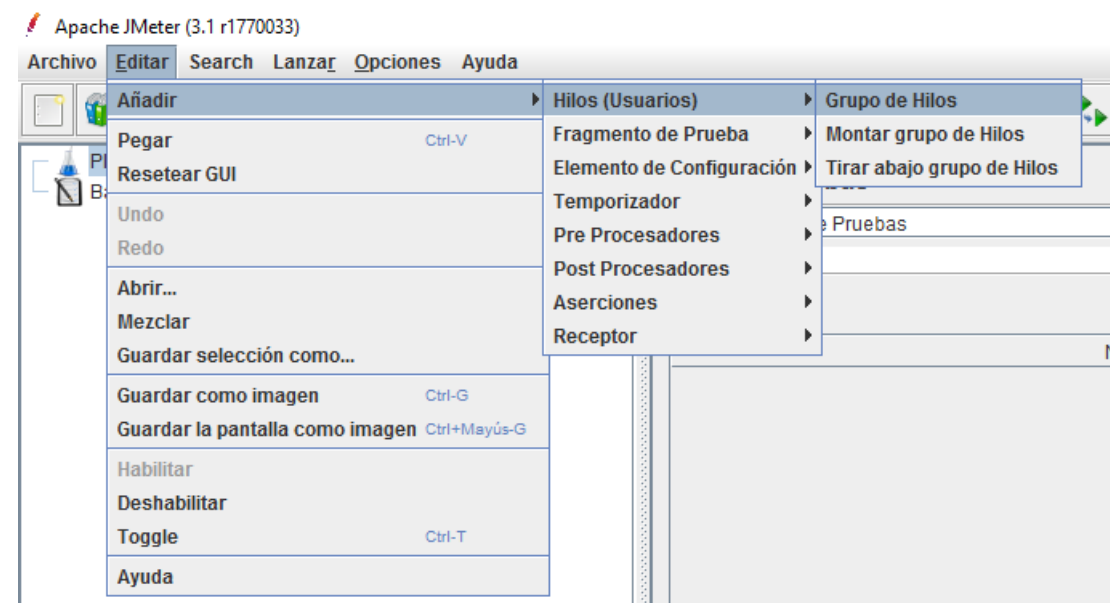 Apache JMeter (3.1 r1770033)
Archivo Editar Search Lanzar Opciones Ayuda
Añadir
Pegar Ctrl-V
Resetear GUI
Undo
Redo
Abrir...
Mezclar
Guardar selección como...
Guardar como imagen Ctrl-G
Guardar la pantalla como imagen Ctrl+Mayús-G
Habilitar
Deshabilitar
Toggle Ctrl-T
Ayuda
Hilos (Usuarios)
Fragmento de Prueba
Elemento de Configuración
Temporizador
Pre Procesadores
Post Procesadores
Aserciones
Receptor
Grupo de Hilos
Montar grupo de Hilos
Tirar abajo grupo de Hilos
Pruebas